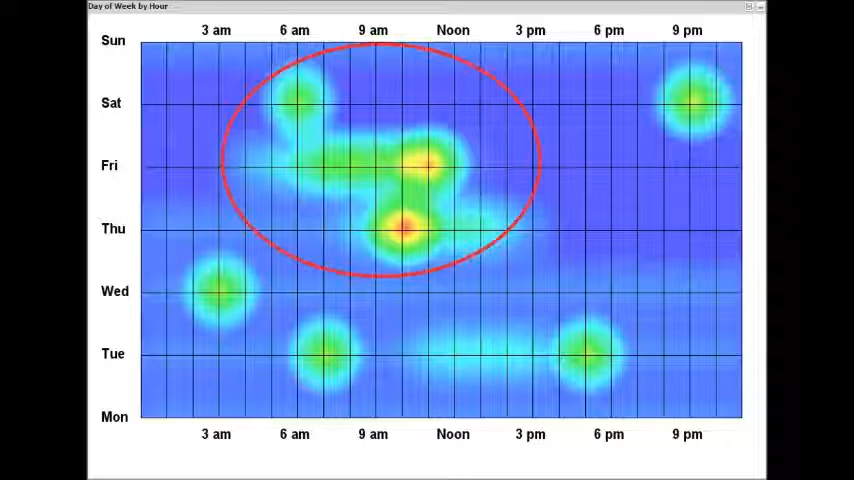 Day of Week by Hour
3 am 6 am 9 am Noon 3 pm 6 pm 9 pm
Sun
Sat
Fri
Thu
Wed
Tue
Mon
3 am 6 am 9 am Noon 3 pm 6 pm 9 pm